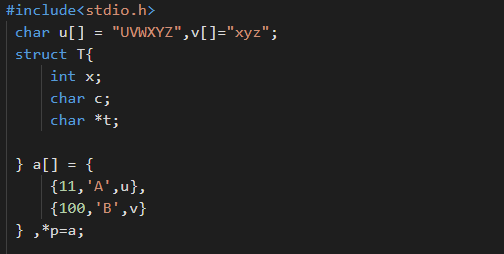 #include<stdio.h>
char u[] = "UVWXYZ",v[]="xyz";
struct T{
int x;
char c;
char *t;
} a[] = {
{11,'A',u},
{100,'B',v}
} ,*p=a;